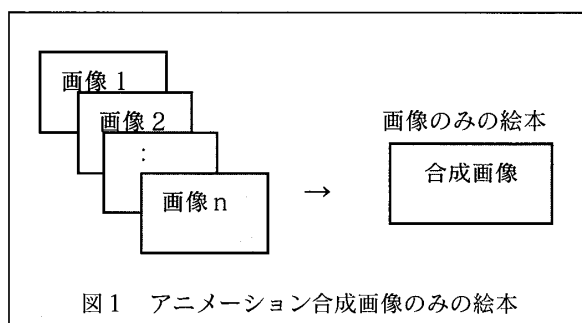 画像1
画像2
:
画像n
→
画像のみの絵本
合成画像
図1 アニメーション合成画像のみの絵本